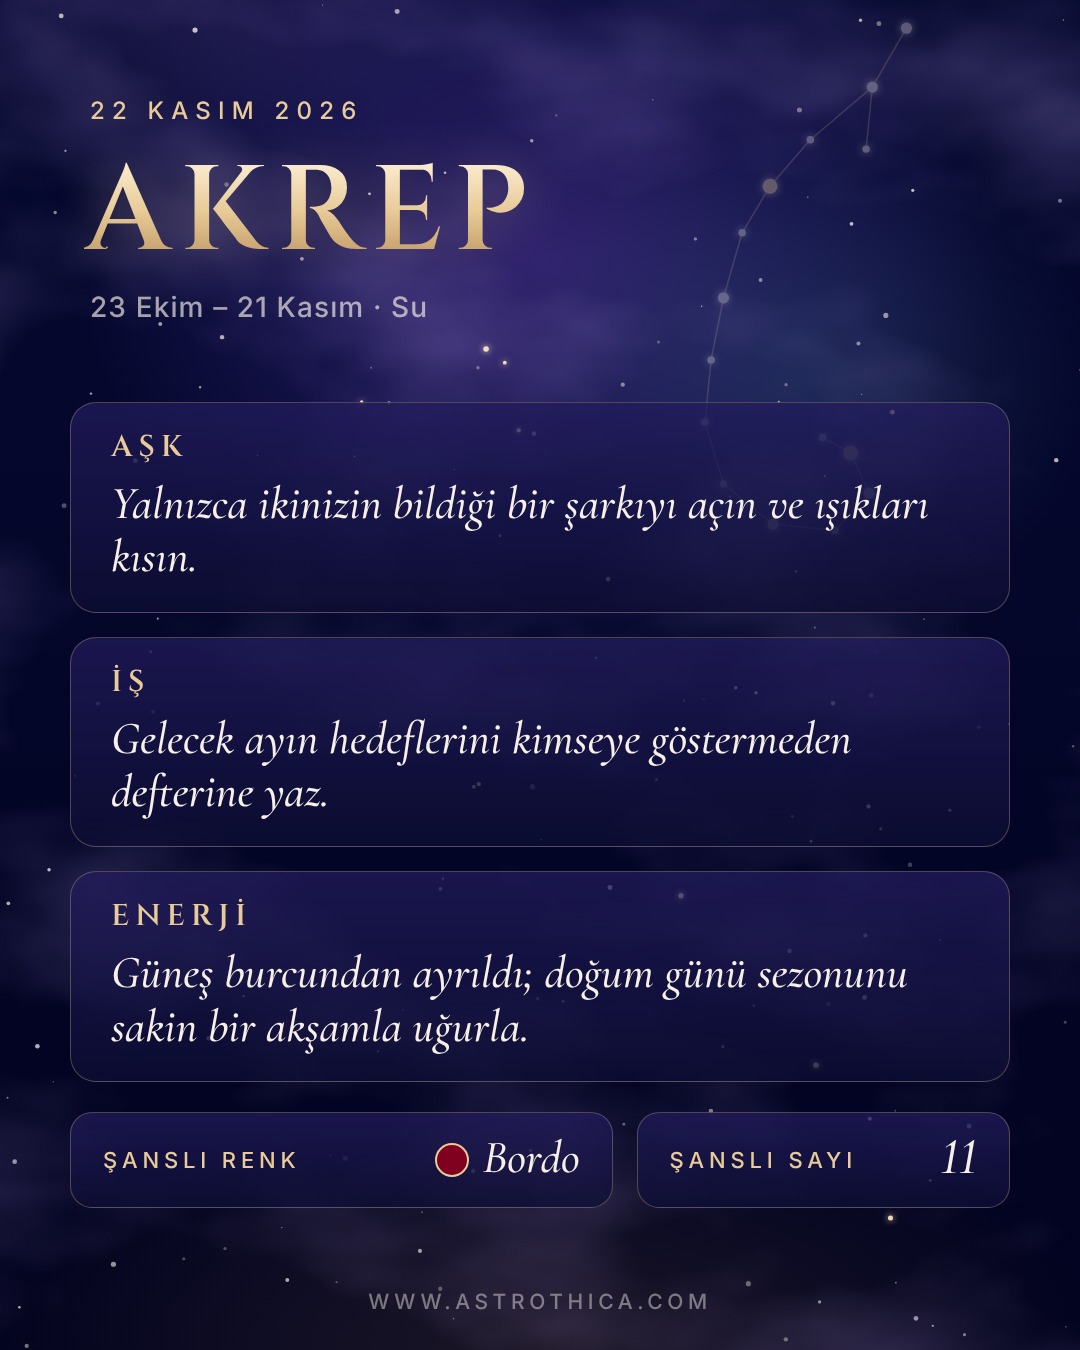 22 KASIM 2026
AKREP
23 Ekim – 21 Kasım · Su
AŞK
Yalnızca ikinizin bildiği bir şarkıyı açın ve ışıkları
kısın.
İŞ
Gelecek ayın hedeflerini kimseye göstermeden
defterine yaz.
ENERJİ
Güneş burcundan ayrıldı; doğum günü sezonunu
sakin bir akşamla uğurla.
ŞANSLI RENK Bordo
ŞANSLI SAYI 11
WWW.ASTROTHICA.COM